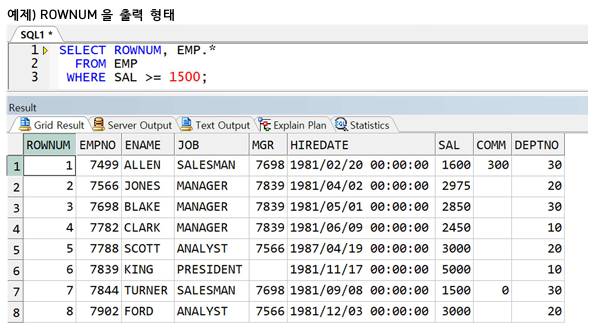 예제) ROWNUM 을 출력 형태
SQL1 *
1 SELECT ROWNUM, EMP.*
2 FROM EMP
3 WHERE SAL >= 1500;
Result
Grid Result Server Output Text Output Explain Plan Statistics
ROWNUM EMPNO ENAME JOB MGR HIREDATE SAL COMM DEPTNO
1 1 7499 ALLEN SALESMAN 7698 1981/02/20 00:00:00 1600 300 30
2 2 7566 JONES MANAGER 7839 1981/04/02 00:00:00 2975 20
3 3 7698 BLAKE MANAGER 7839 1981/05/01 00:00:00 2850 30
4 4 7782 CLARK MANAGER 7839 1981/06/09 00:00:00 2450 10
5 5 7788 SCOTT ANALYST 7566 1987/04/19 00:00:00 3000 20
6 6 7839 KING PRESIDENT 1981/11/17 00:00:00 5000 10
7 7 7844 TURNER SALESMAN 7698 1981/09/08 00:00:00 1500 0 30
8 8 7902 FORD ANALYST 7566 1981/12/03 00:00:00 3000 20